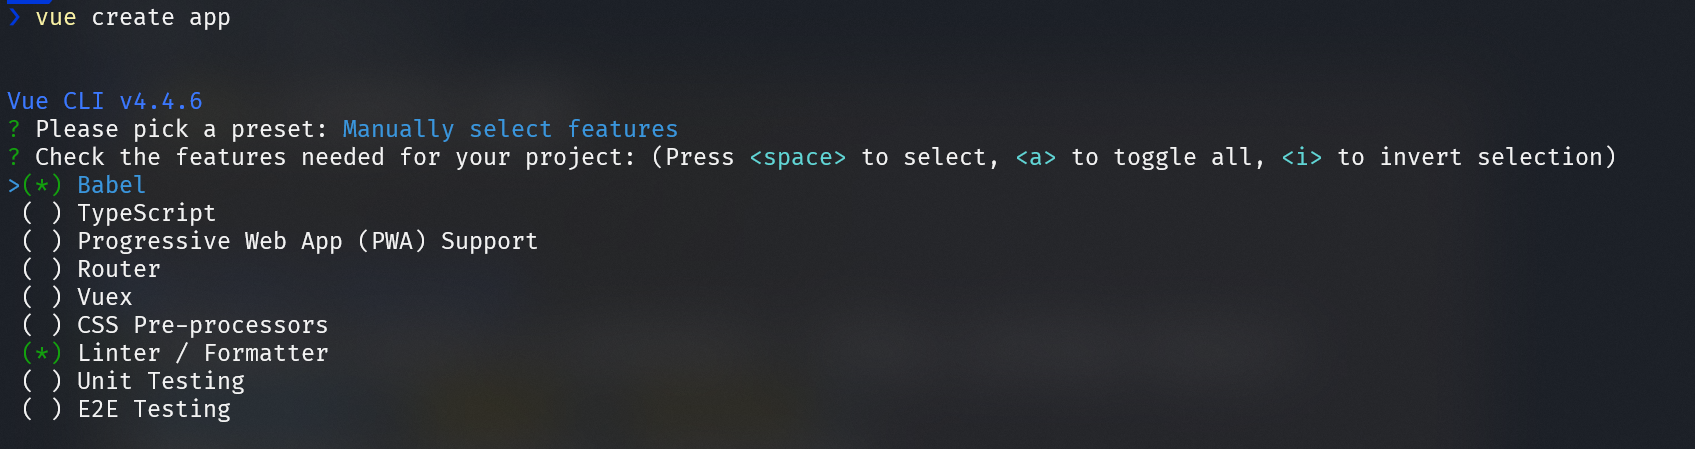 ❯ vue create app
Vue CLI v4.4.6
? Please pick a preset: Manually select features
? Check the features needed for your project: (Press <space> to select, <a> to toggle all, <i> to invert selection)
>(*) Babel
 ( ) TypeScript
 ( ) Progressive Web App (PWA) Support
 ( ) Router
 ( ) Vuex
 ( ) CSS Pre-processors
 (*) Linter / Formatter
 ( ) Unit Testing
 ( ) E2E Testing